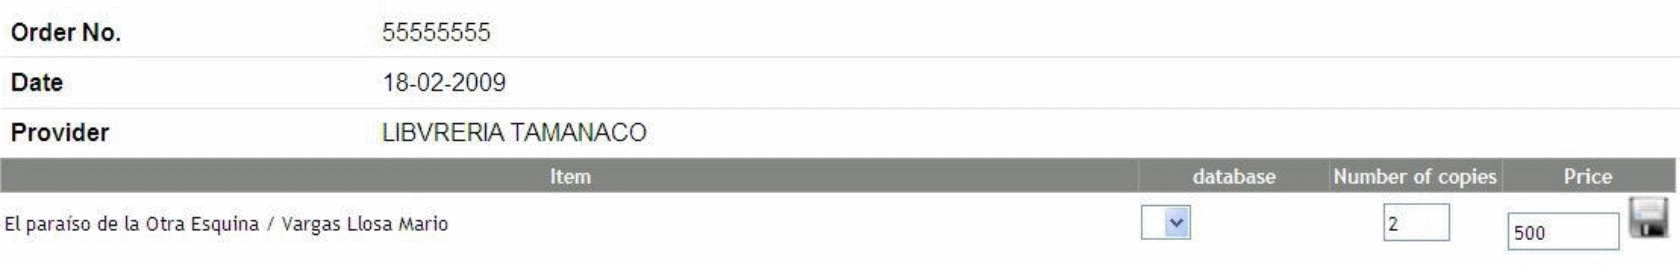 Order No. 55555555
Date 18-02-2009
Provider LIBVRERIA TAMANACO
Item database Number of copies Price
El paraíso de la Otra Esquina / Vargas Llosa Mario 2 500